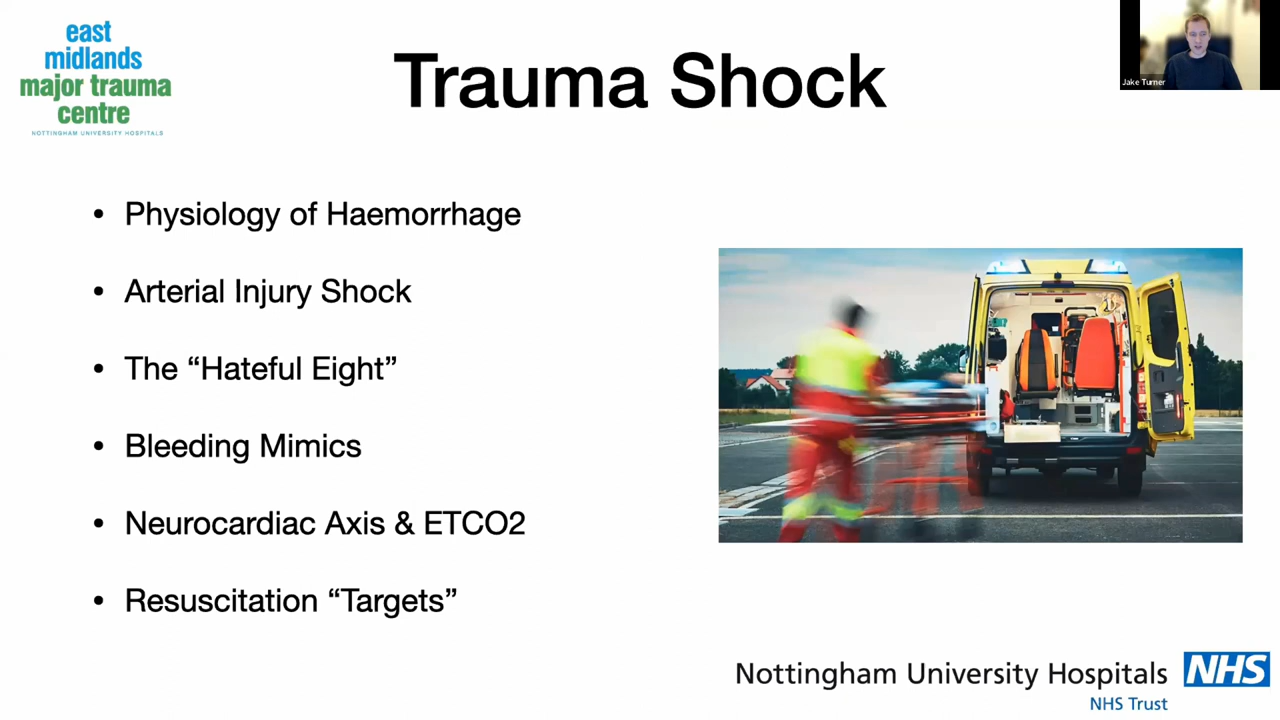 east
midlands
major trauma
centre
NOTTINGHAM UNIVERSITY HOSPITALS
Trauma Shock
Jake Turner
• Physiology of Haemorrhage
• Arterial Injury Shock
• The “Hateful Eight”
• Bleeding Mimics
• Neurocardiac Axis & ETCO2
• Resuscitation “Targets”
Nottingham University Hospitals NHS
NHS Trust